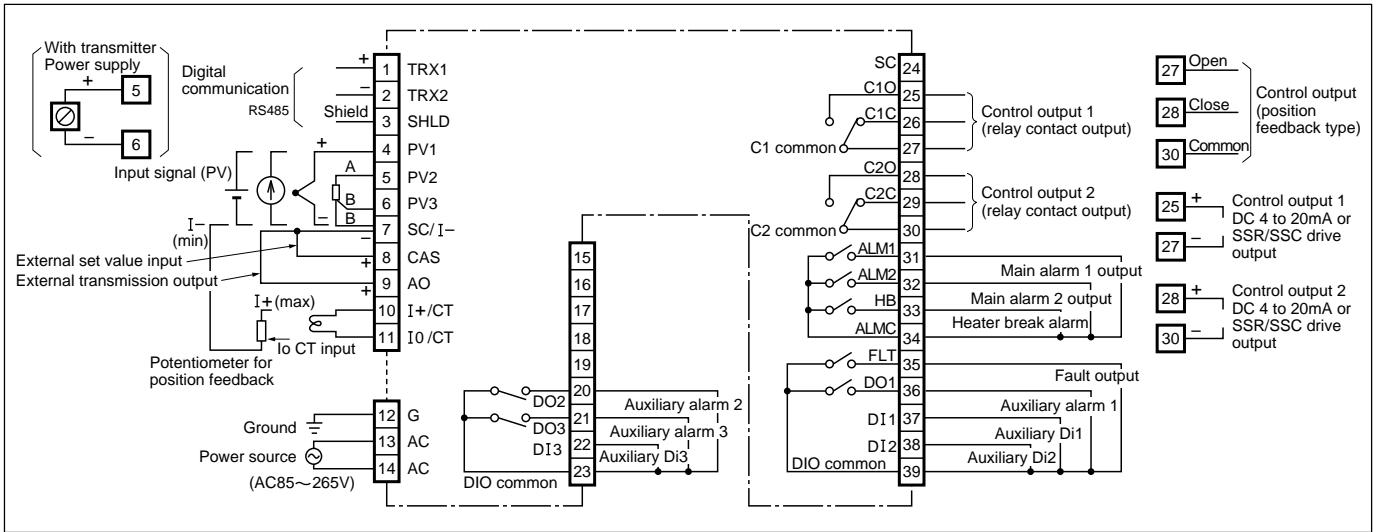 With transmitter
Power supply
+
5
−
6
Digital
communication
RS485
Shield
Input signal (PV)
+
−
+
−
A
B
B
I−
(min)
External set value input
External transmission output
−
+
+
I+(max)
Io CT input
Potentiometer for
position feedback
Ground
Power source
(AC85～265V)
1 TRX1
2 TRX2
3 SHLD
4 PV1
5 PV2
6 PV3
7 SC/I−
8 CAS
9 AO
10 I+/CT
11 I0/CT
12 G
13 AC
14 AC
15
16
17
18
19
20
DO2
21
DO3
22
DI3
23
DIO common
Auxiliary alarm 2
Auxiliary alarm 3
Auxiliary Di3
SC 24
C1O 25
C1C 26
C1 common 27
Control output 1
(relay contact output)
C2O 28
C2C 29
C2 common 30
Control output 2
(relay contact output)
ALM1 31
ALM2 32
HB 33
ALMC 34
Main alarm 1 output
Main alarm 2 output
Heater break alarm
FLT 35
DO1 36
DI1 37
DI2 38
DIO common 39
Fault output
Auxiliary alarm 1
Auxiliary Di1
Auxiliary Di2
27 Open
28 Close
30 Common
Control output
(position
feedback type)
25 +
27 −
Control output 1
DC 4 to 20mA or
SSR/SSC drive
output
28 +
30 −
Control output 2
DC 4 to 20mA or
SSR/SSC drive
output